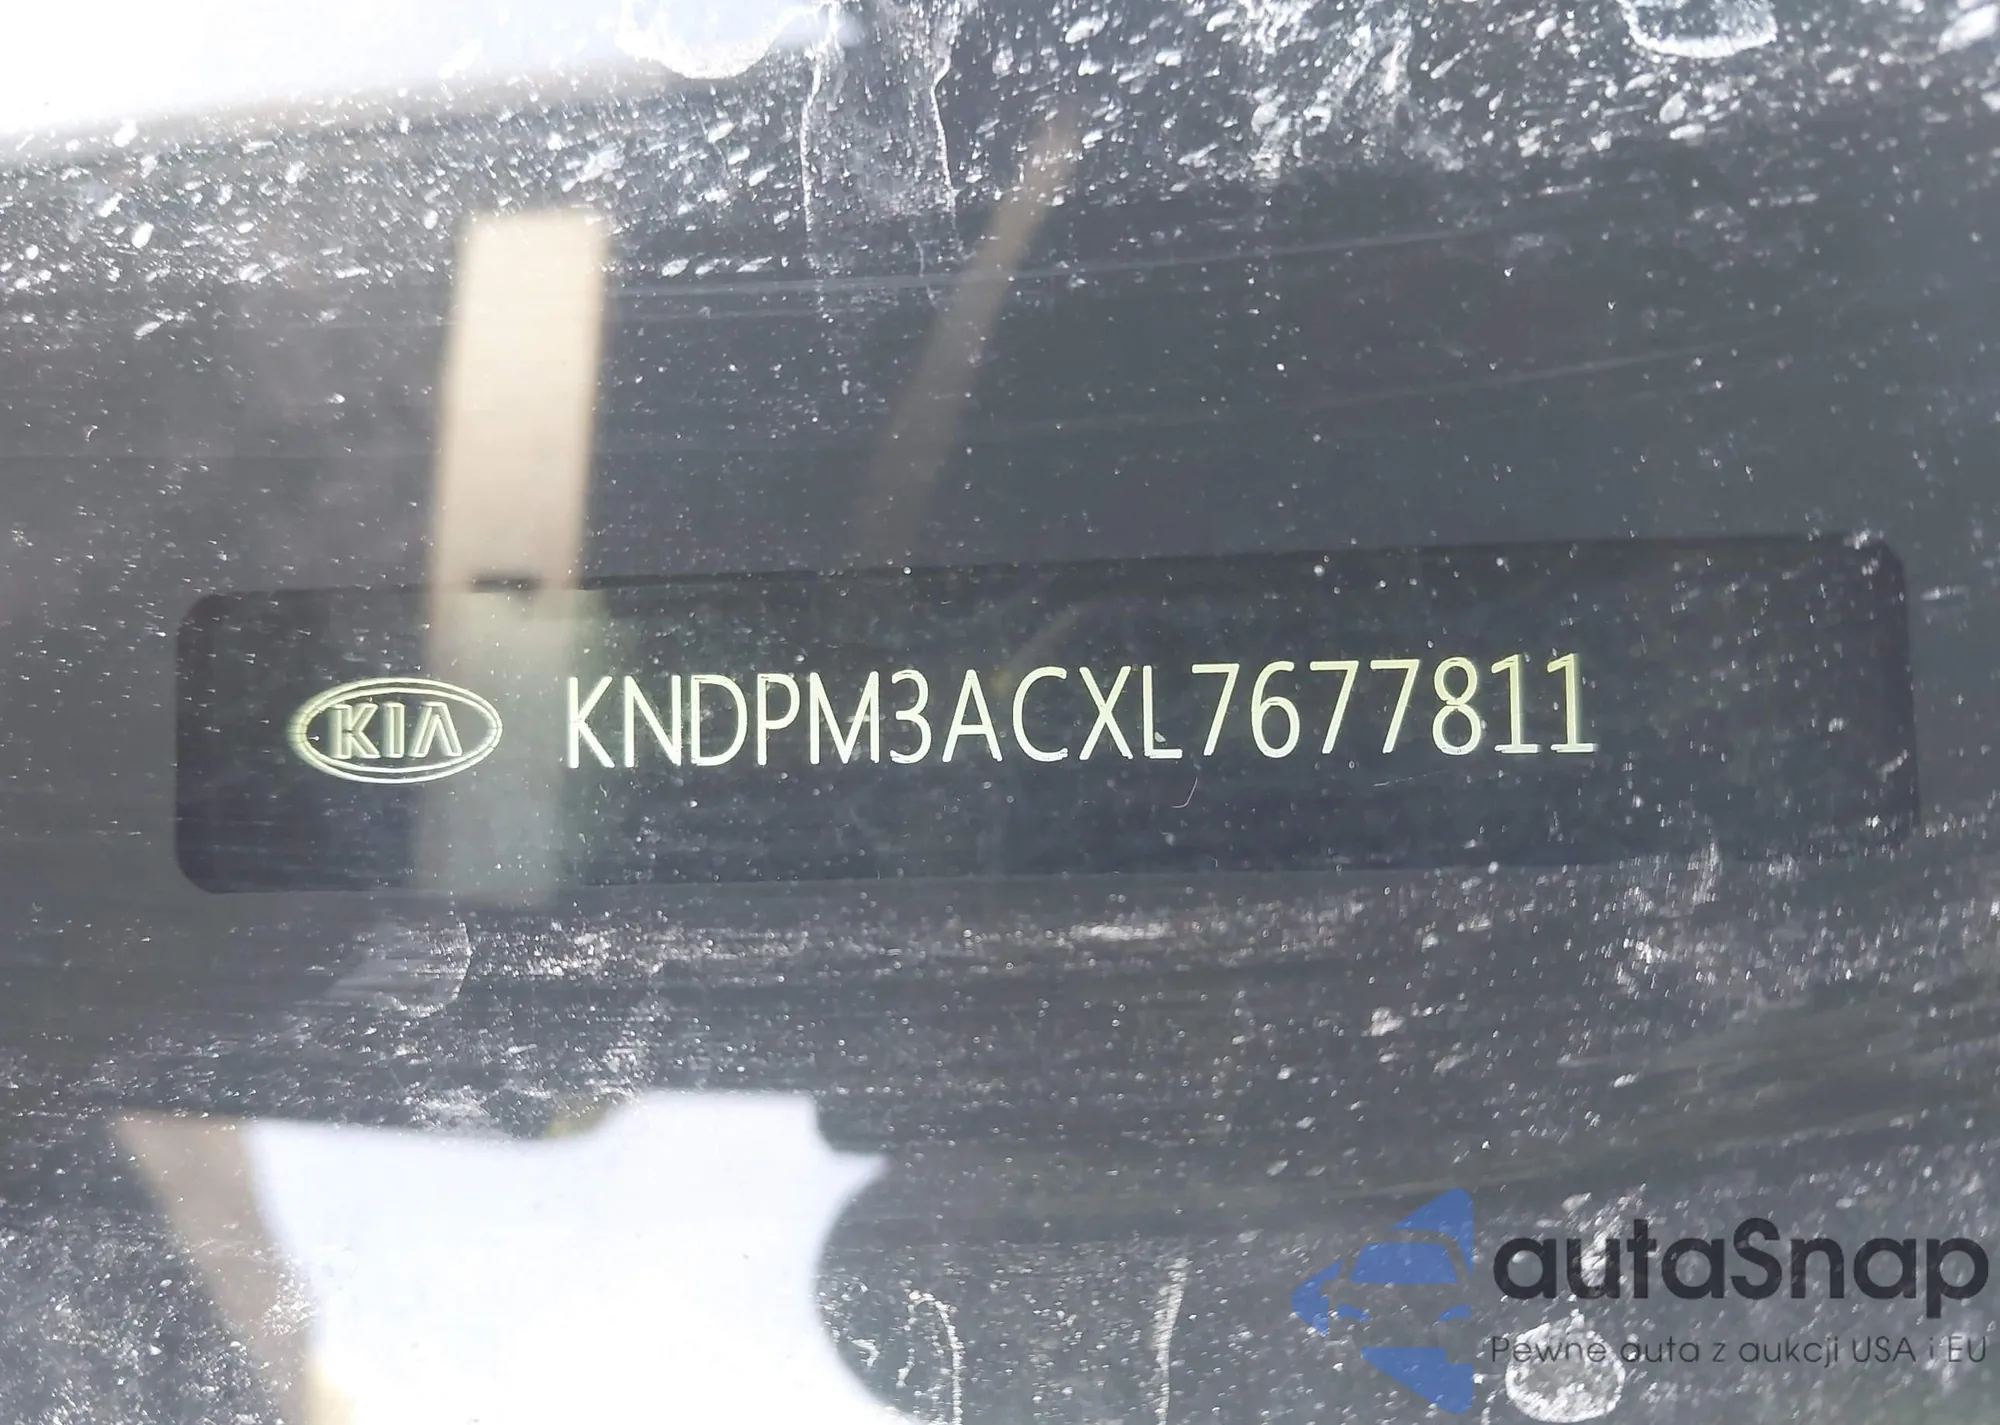 KIA KNDPM3ACXL7677811
autaSnap
Pewne auta z aukcji USA i EU